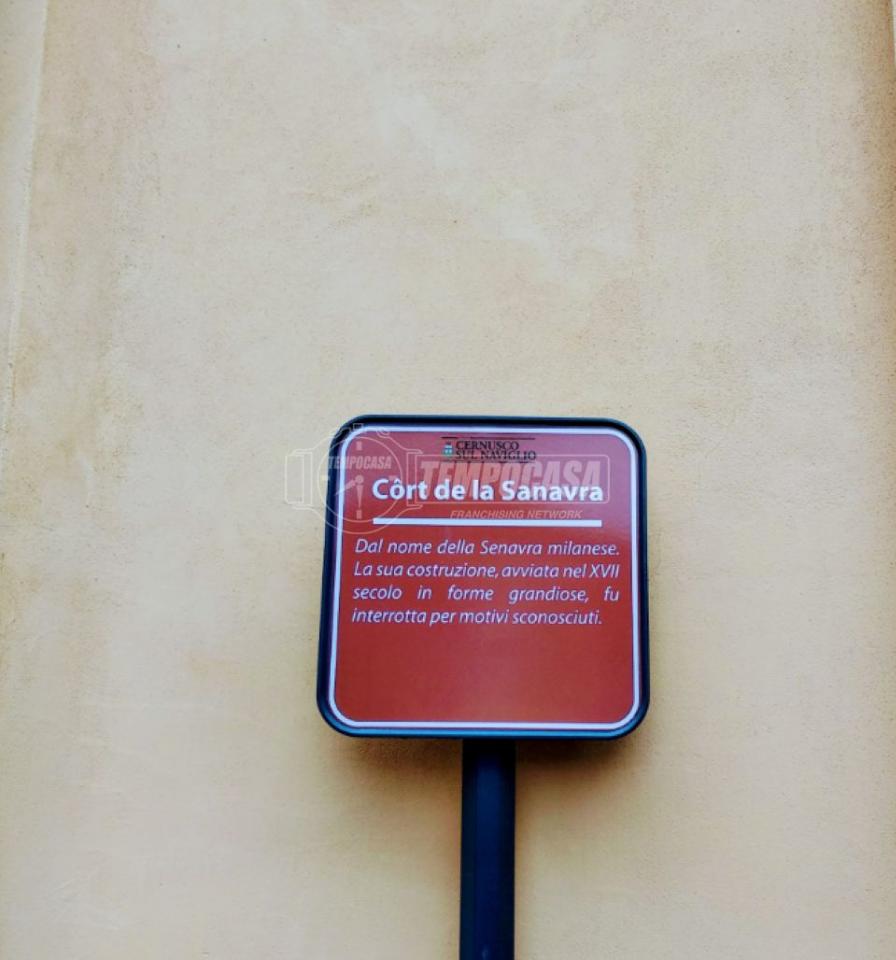 CERNUSCO
SUL NAVIGLIO
TEMPOCASA
TEMPOCASA
Côrt de la Sanavra
FRANCHISING NETWORK
Dal nome della Senavra milanese.
La sua costruzione, avviata nel XVII
secolo in forme grandiose, fu
interrotta per motivi sconosciuti.